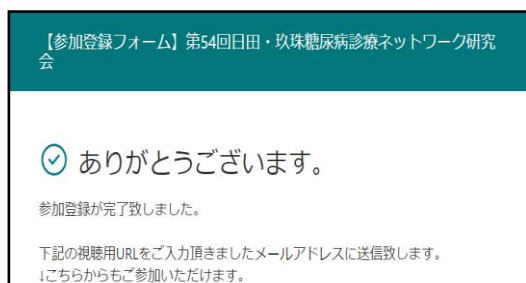 【参加登録フォーム】第54回日田・玖珠糖尿病診療ネットワーク研究
会
ありがとうございます。
参加登録が完了致しました。
下記の視聴用URLをご入力頂きましたメールアドレスに送信致します。
↓こちらからもご参加いただけます。